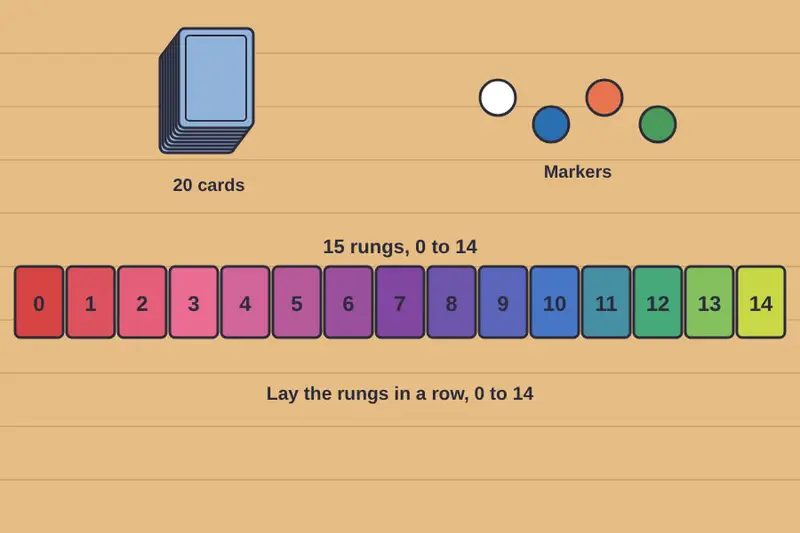 20 cards
Markers
15 rungs, 0 to 14
0 1 2 3 4 5 6 7 8 9 10 11 12 13 14
Lay the rungs in a row, 0 to 14